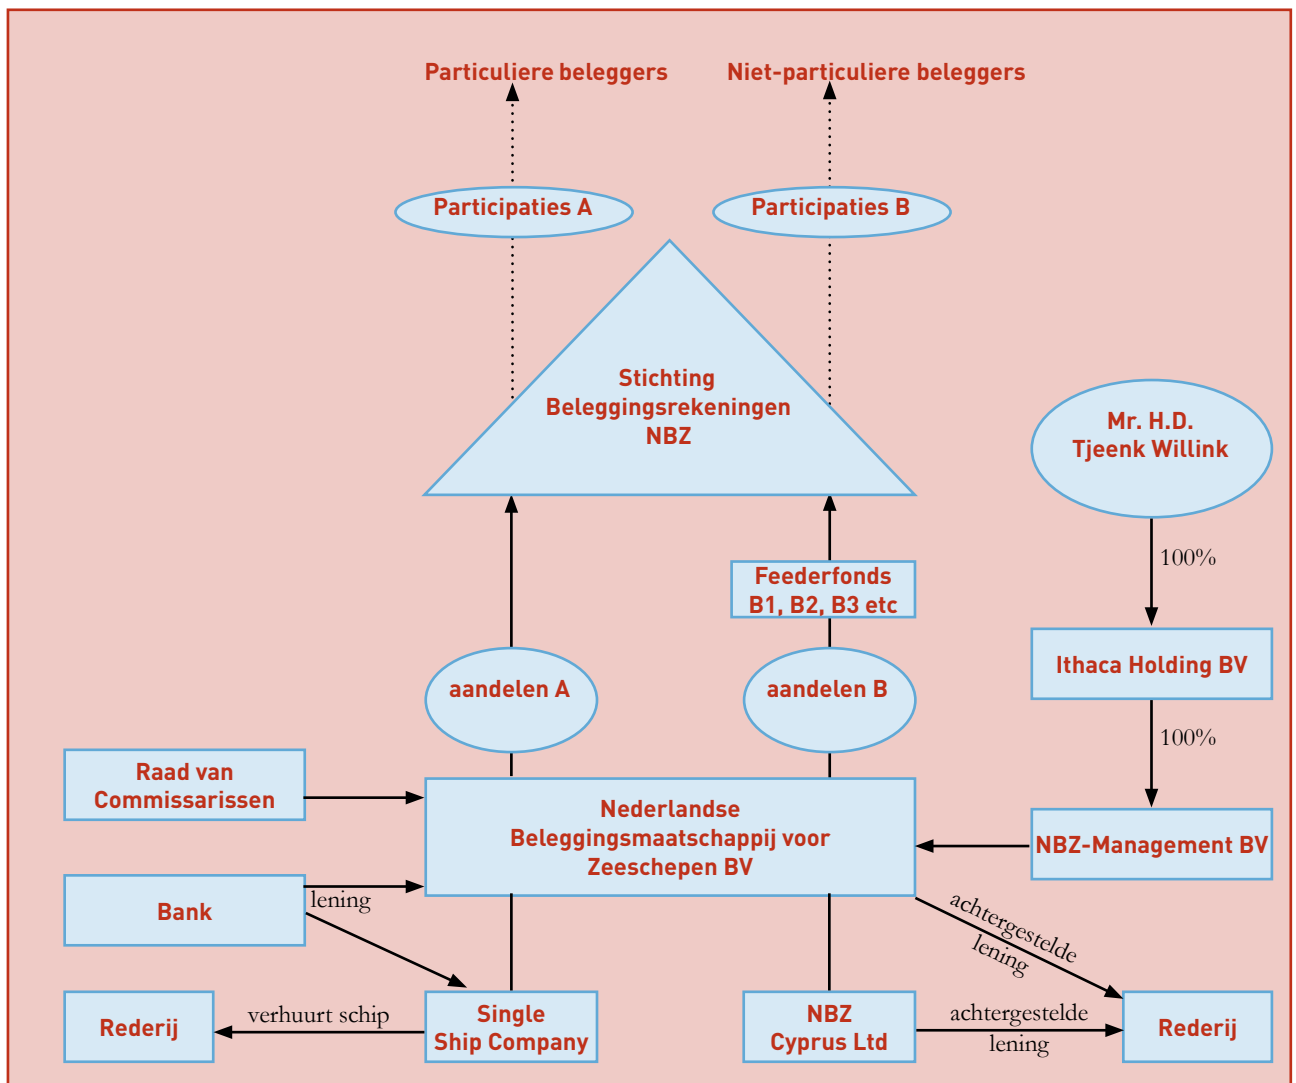 Particuliere beleggers
Niet-particuliere beleggers
Participaties A
Participaties B
Stichting
Beleggingsrekeningen
NBZ
Mr. H.D.
Tjeenk Willink
100%
Feederfonds
B1, B2, B3 etc
Ithaca Holding BV
aandelen A
aandelen B
100%
Raad van
Commissarissen
Nederlandse
Beleggingsmaatschappij voor
Zeeschepen BV
NBZ-Management BV
Bank
lening
achtergestelde
lening
Rederij
verhuurt schip
Single
Ship Company
NBZ
Cyprus Ltd
achtergestelde
lening
Rederij